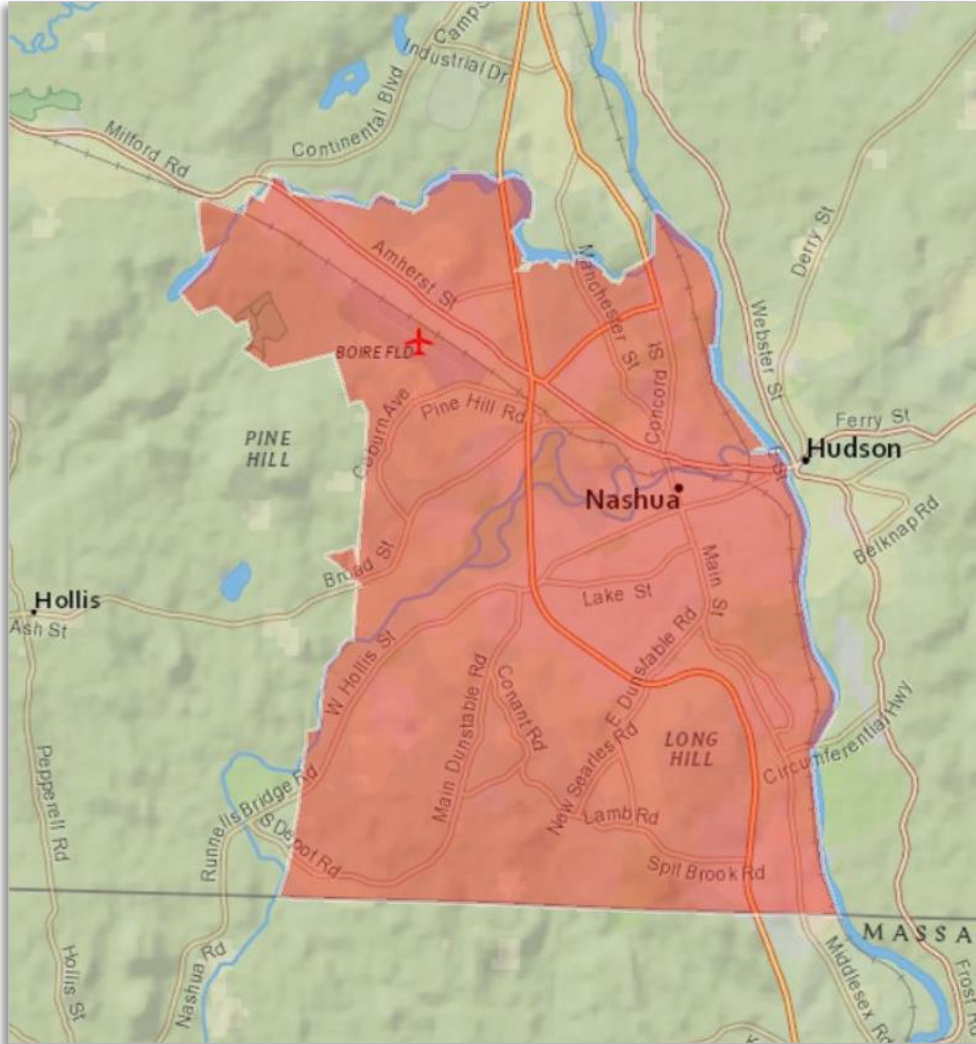 Camp
Industrial Dr
Continental Blvd
Milford Rd
Amherst St
Manchester St
Derry St
Webster St
BOIRE FLD
Concord St
Pine Hill Rd
Coburn Ave
Ferry St
PINE
HILL
Hudson
Nashua
Belknap Rd
Broad St
Main St
Lake St
Hollis
Ash St
W Hollis St
E Dunstable Rd
Main Dunstable Rd
Conant Rd
LONG
HILL
Circumferential Hwy
New Searles Rd
Pepperell Rd
Runnells Bridge Rd
S Depot Rd
Lamb Rd
Spit Brook Rd
MASSA
Hollis St
Nashua Rd
Middlesex Rd
Frost R